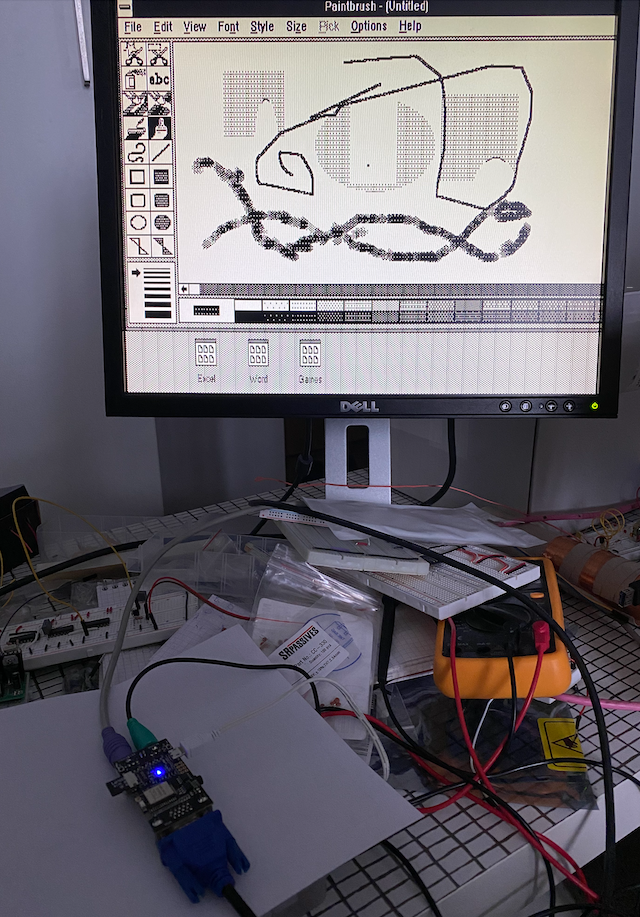 Paintbrush - (Untitled)
File Edit View Font Style Size Pick Options Help
abc
Excel Word Games
DELL
SRPASSIVES